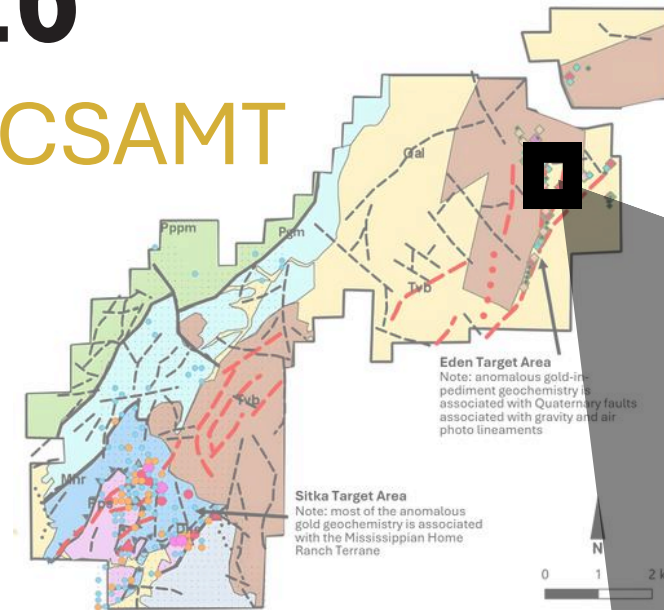 CSAMT
Qal
Pppm
Pgm
Tvb
Eden Target Area
Note: anomalous gold-in-
pediment geochemistry is
associated with Quaternary faults
associated with gravity and air
photo lineaments
Tvb
Mhr
Sitka Target Area
Note: most of the anomalous
gold geochemistry is associated
with the Mississippian Home
Ranch Terrane
N
0 1 2 k